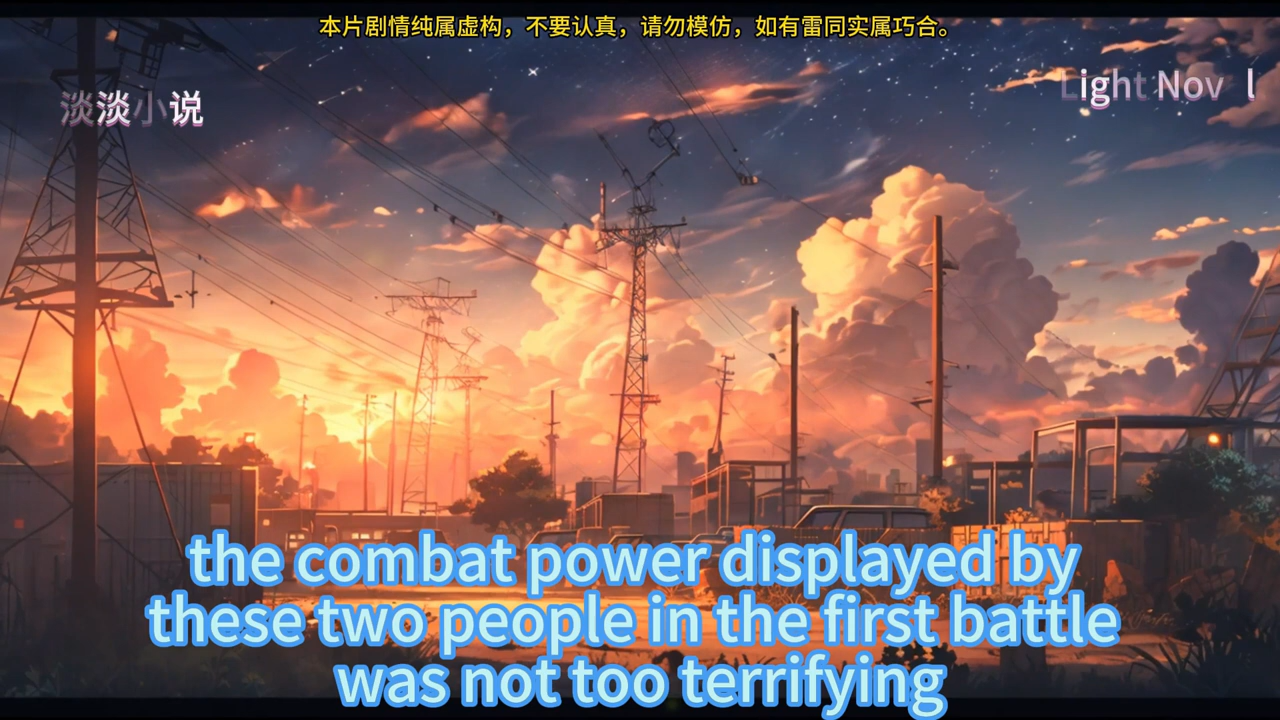 本片剧情纯属虚构，不要认真，请勿模仿，如有雷同实属巧合。
淡淡小说
Light Nov l
the combat power displayed by
these two people in the first battle
was not too terrifying